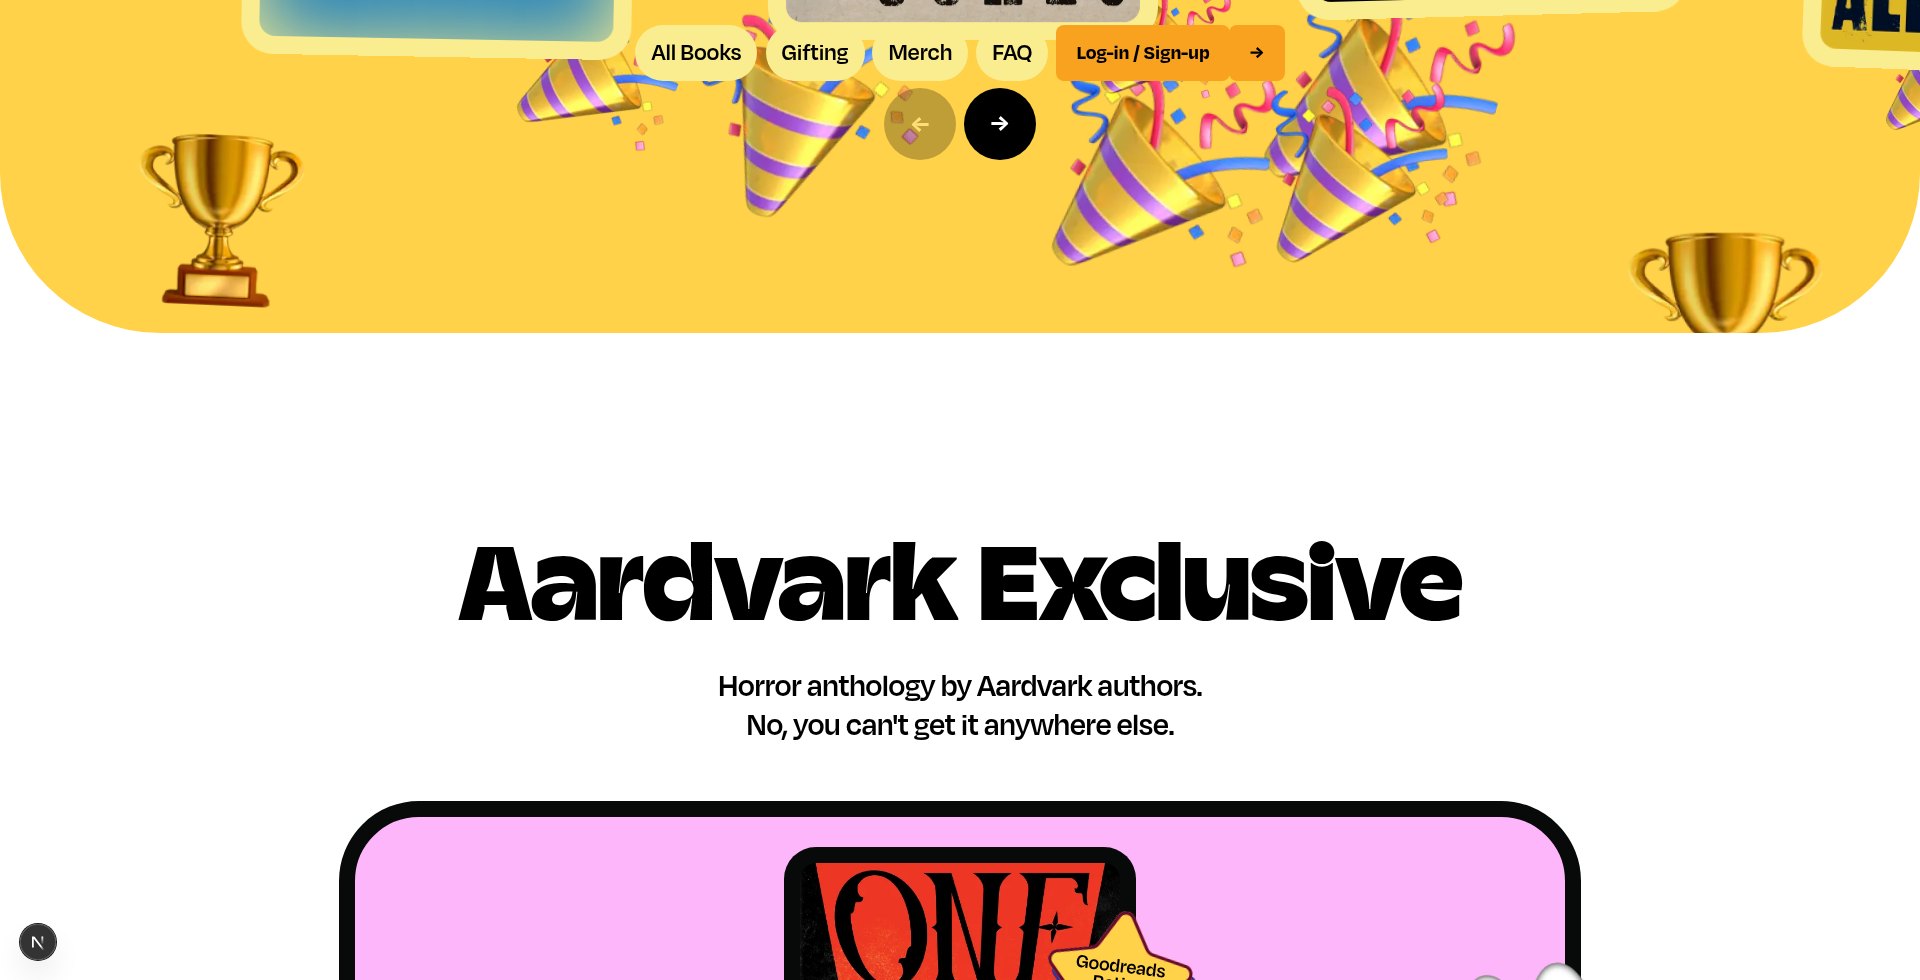 All Books
Gifting
Merch
FAQ
Log-in / Sign-up
Aardvark Exclusive
Horror anthology by Aardvark authors.
No, you can't get it anywhere else.
ONE
Goodreads
N